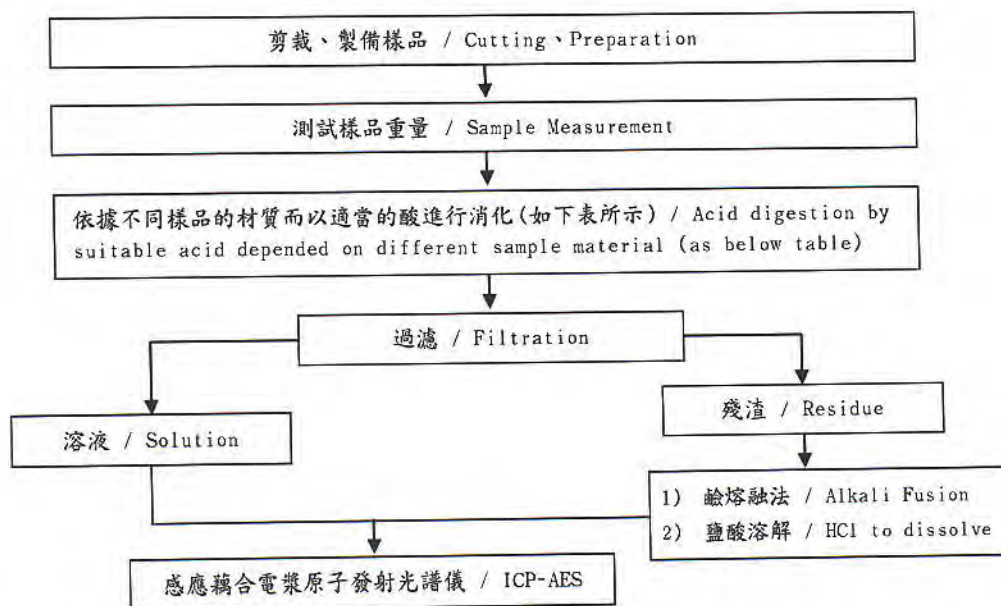 剪裁、製備樣品 / Cutting、Preparation
測試樣品重量 / Sample Measurement
依據不同樣品的材質而以適當的酸進行消化(如下表所示) / Acid digestion by
suitable acid depended on different sample material (as below table)
過濾 / Filtration
溶液 / Solution
殘渣 / Residue
1) 鹼熔融法 / Alkali Fusion
2) 鹽酸溶解 / HCl to dissolve
感應藕合電漿原子發射光譜儀 / ICP-AES